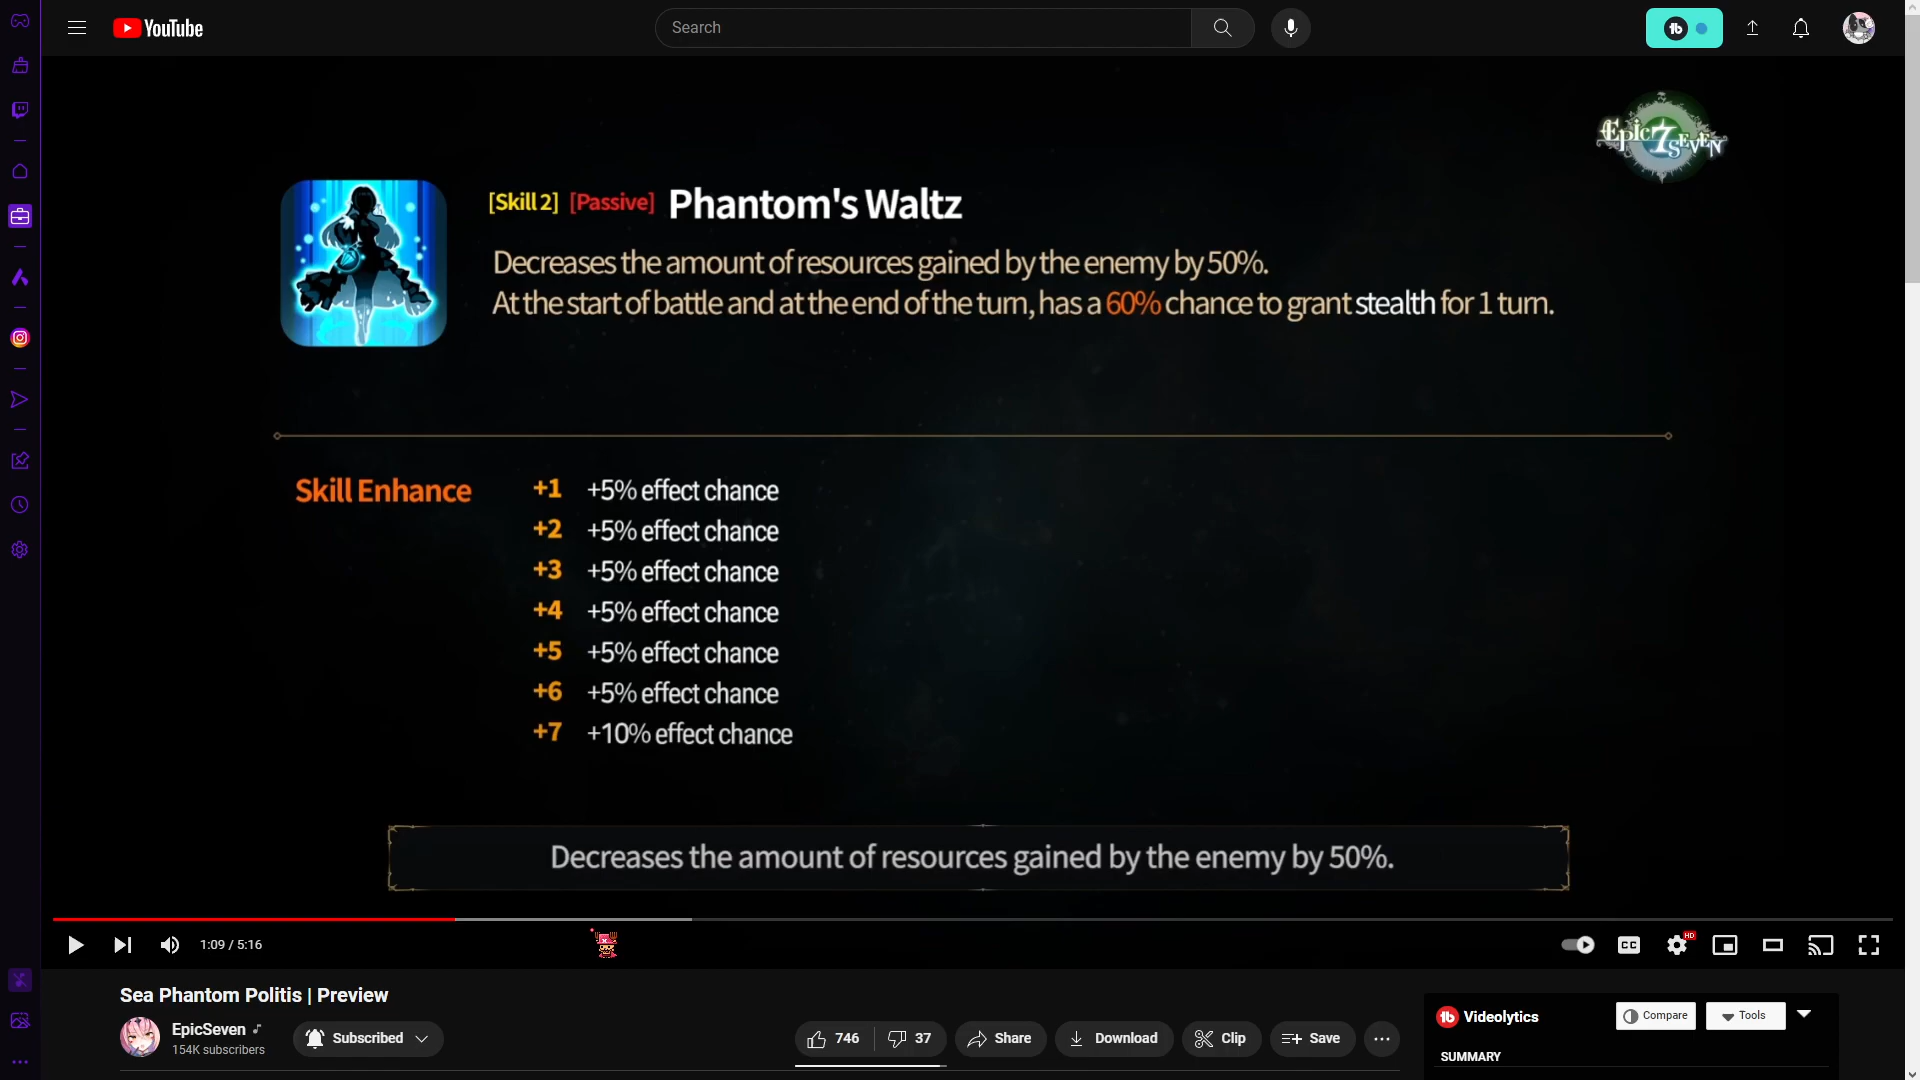 YouTube
Search
Epic7 Seven
[Skill 2] [Passive] Phantom's Waltz
Decreases the amount of resources gained by the enemy by 50%.
At the start of battle and at the end of the turn, has a 60% chance to grant stealth for 1 turn.
Skill Enhance
+1 +5% effect chance
+2 +5% effect chance
+3 +5% effect chance
+4 +5% effect chance
+5 +5% effect chance
+6 +5% effect chance
+7 +10% effect chance
Decreases the amount of resources gained by the enemy by 50%.
1:09 / 5:16
CC
HD
Sea Phantom Politis | Preview
EpicSeven
154K subscribers
Subscribed
746
37
Share
Download
Clip
Save
Videolytics
Compare
Tools
SUMMARY